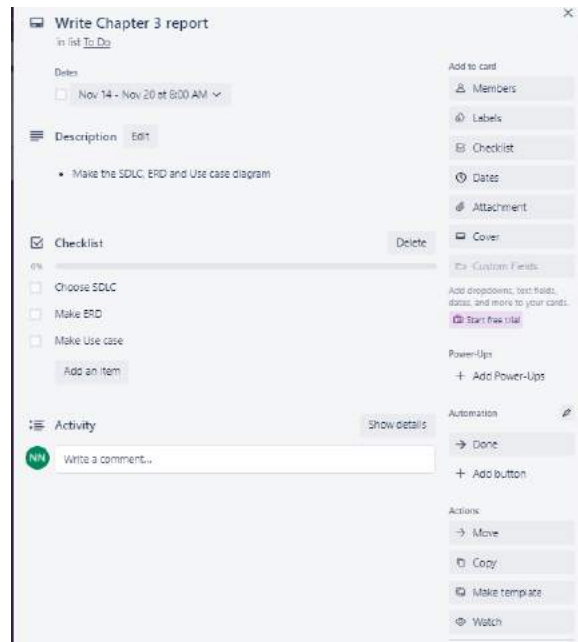 Write Chapter 3 report
in list To Do
Dates
Nov 14 - Nov 20 at 8:00 AM
Description Edit
• Make the SDLC, ERD and Use case diagram
Checklist Delete
0%
Choose SDLC
Make ERD
Make Use case
Add an item
Activity Show details
NN Write a comment...
Add to card
Members
Labels
Checklist
Dates
Attachment
Cover
Custom Fields
Add dropdowns, text fields,
dates, and more to your cards.
Start free trial
Power-Ups
+ Add Power-Ups
Automation
→ Done
+ Add button
Actions
→ Move
Copy
Make template
Watch